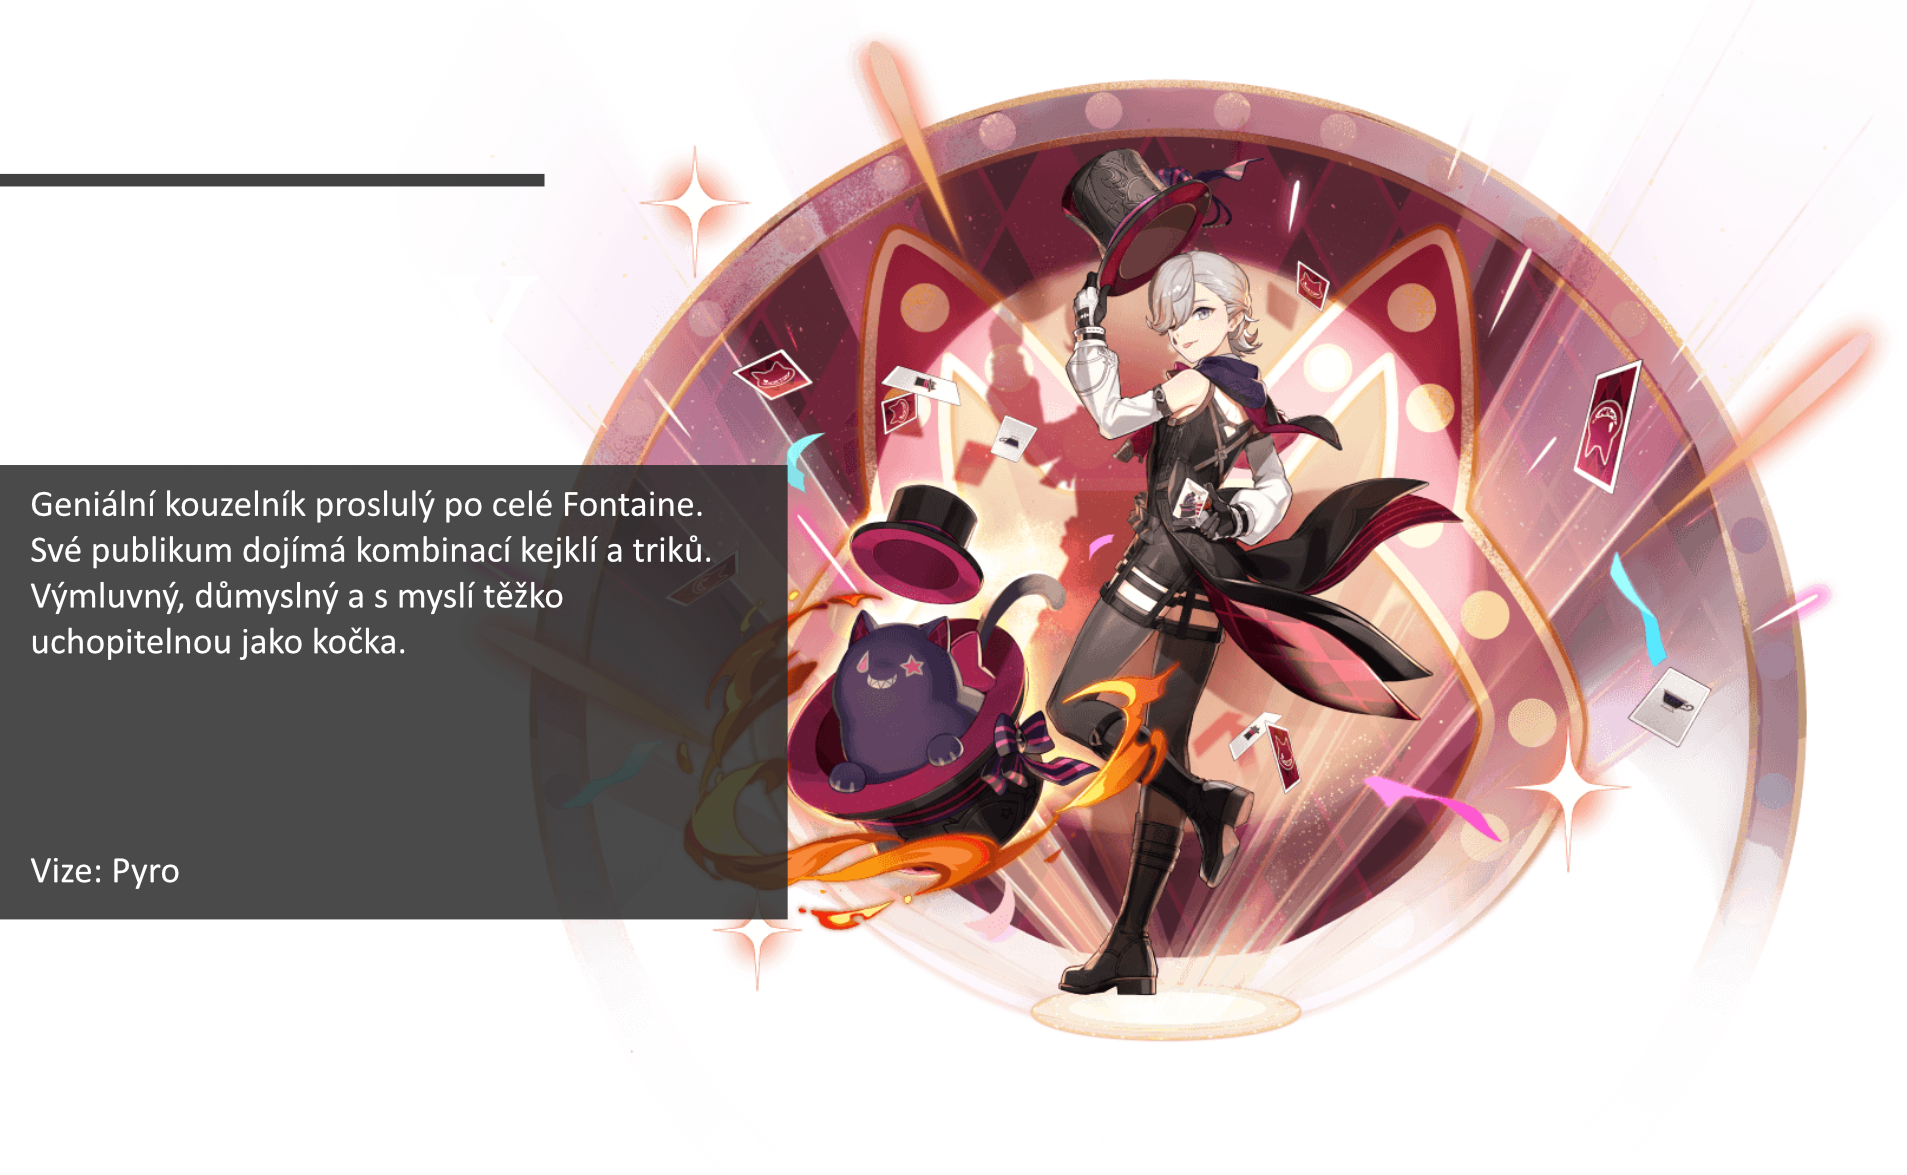 Geniální kouzelník proslulý po celé Fontaine.
Své publikum dojímá kombinací kejklí a triků.
Výmluvný, důmyslný a s myslí těžko
uchopitelnou jako kočka.
Vize: Pyro